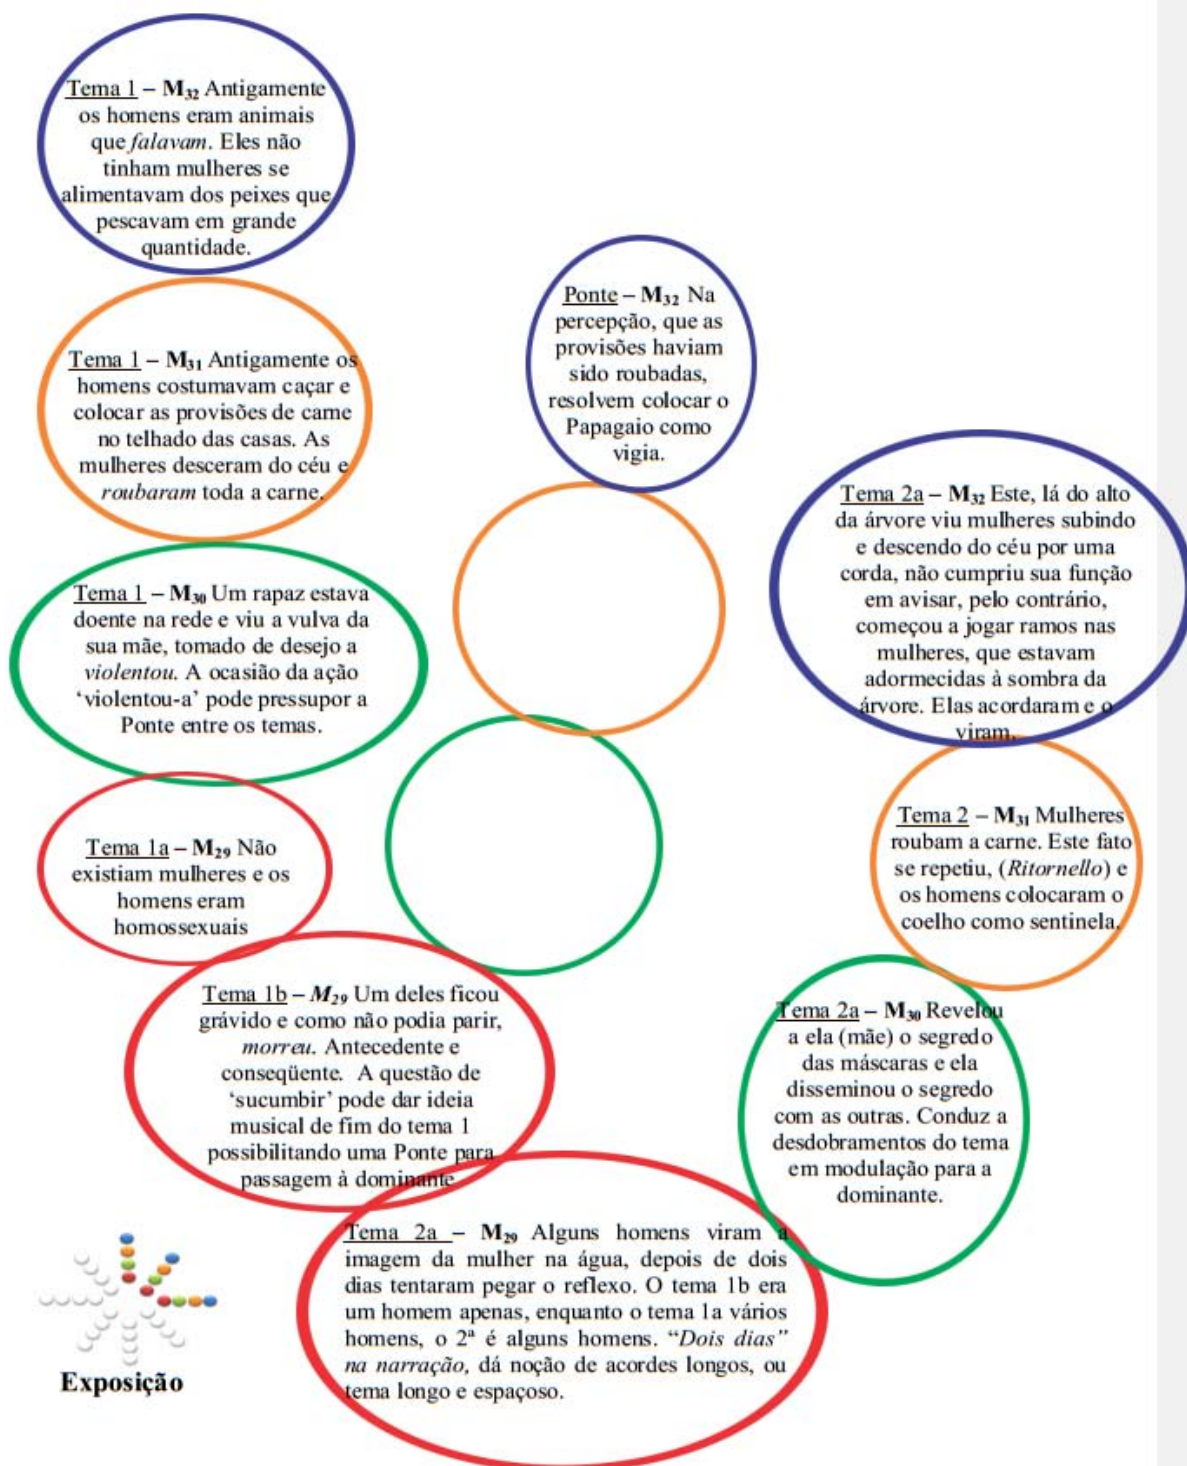 Tema 1 – M32 Antigamente
os homens eram animais
que falavam. Eles não
tinham mulheres se
alimentavam dos peixes que
pescavam em grande
quantidade.
Tema 1 – M31 Antigamente os
homens costumavam caçar e
colocar as provisões de carne
no telhado das casas. As
mulheres desceram do céu e
roubaram toda a carne.
Tema 1 – M30 Um rapaz estava
doente na rede e viu a vulva da
sua mãe, tomado de desejo a
violentou. A ocasião da ação
‘violentou-a’ pode pressupor a
Ponte entre os temas.
Tema 1a – M29 Não
existiam mulheres e os
homens eram
homossexuais
Tema 1b – M29 Um deles ficou
grávido e como não podia parir,
morreu. Antecedente e
conseqüente. A questão de
‘sucumbir’ pode dar ideia
musical de fim do tema 1
possibilitando uma Ponte para
passagem à dominante
Ponte – M32 Na
percepção, que as
provisões haviam
sido roubadas,
resolvem colocar o
Papagaio como
vigia.
Tema 2a – M32 Este, lá do alto
da árvore viu mulheres subindo
e descendo do céu por uma
corda, não cumpriu sua função
em avisar, pelo contrário,
começou a jogar ramos nas
mulheres, que estavam
adormecidas à sombra da
árvore. Elas acordaram e o
viram.
Tema 2 – M31 Mulheres
roubam a carne. Este fato
se repetiu, (Ritornello) e
os homens colocaram o
coelho como sentinela.
Tema 2a – M30 Revelou
a ela (mãe) o segredo
das máscaras e ela
disseminou o segredo
com as outras. Conduz a
desdobramentos do tema
em modulação para a
dominante.
Tema 2a – M29 Alguns homens viram a
imagem da mulher na água, depois de dois
dias tentaram pegar o reflexo. O tema 1b era
um homem apenas, enquanto o tema 1a vários
homens, o 2ª é alguns homens. “Dois dias”
na narração, dá noção de acordes longos, ou
tema longo e espaçoso.
Exposição